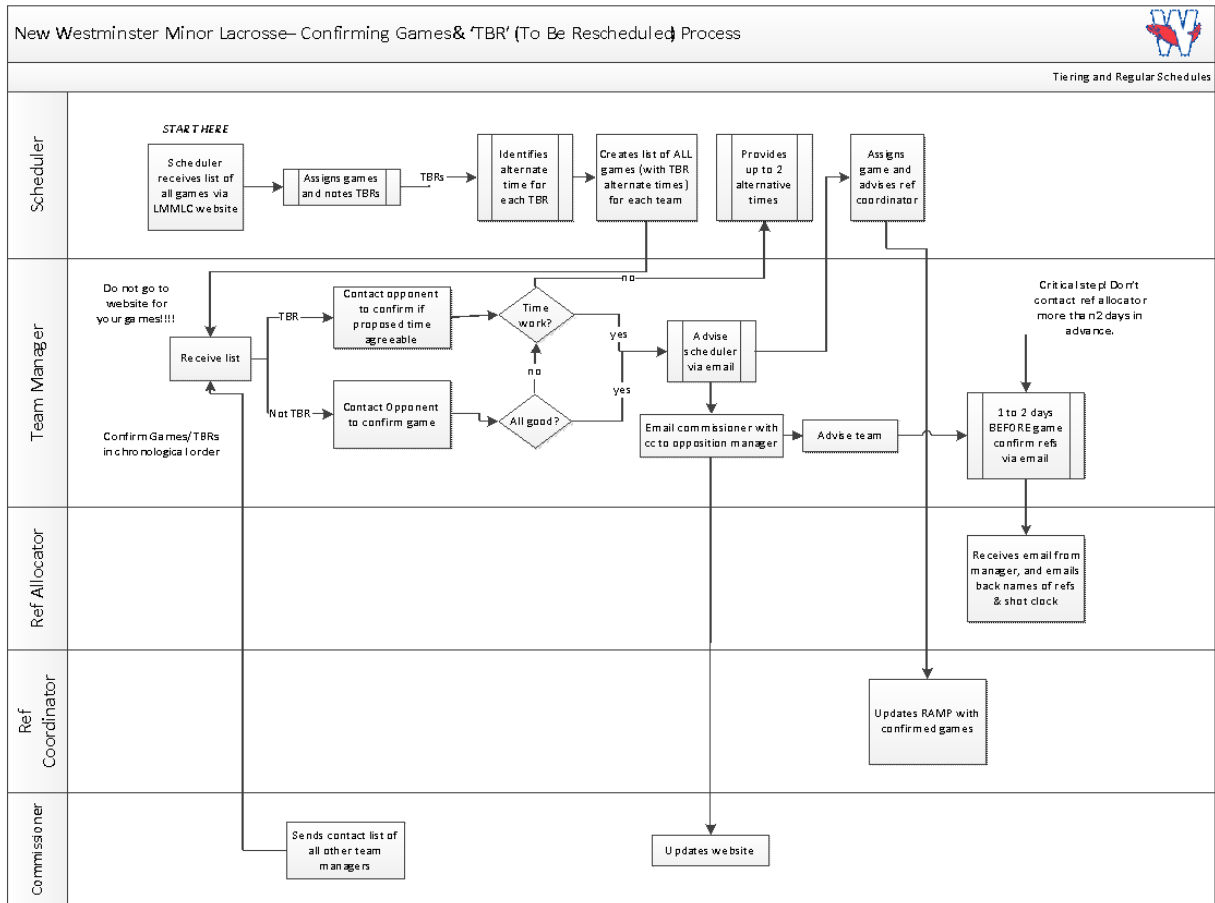 New Westminster Minor Lacrosse– Confirming Games& ‘TBR’ (To Be Rescheduled) Process
W
Tiering and Regular Schedules
Scheduler
START HERE
Scheduler
receives list of
all games via
LMMLC website
Assigns games
and notes TBRs
TBRs
Identifies
alternate
time for
each TBR
Creates list of ALL
games (with TBR
alternate times)
for each team
Provides
up to 2
alternative
times
Assigns
game and
advises ref
coordinator
Team Manager
Do not go to
website for
your games!!!!
Receive list
Confirm Games/TBRs
in chronological order
TBR
Not TBR
Contact opponent
to confirm if
proposed time
agreeable
Contact Opponent
to confirm game
Time
work?
no
no
All good?
yes
yes
Advise
scheduler
via email
Email commissioner with
cc to opposition manager
Advise team
Critical step! Don't
contact ref allocator
more than 2 days in
advance.
1 to 2 days
BEFORE game
confirm refs
via email
Ref Allocator
Receives email from
manager, and emails
back names of refs
& shot clock
Ref
Coordinator
Updates RAMP with
confirmed games
Commissioner
Sends contact list of
all other team
managers
Updates website